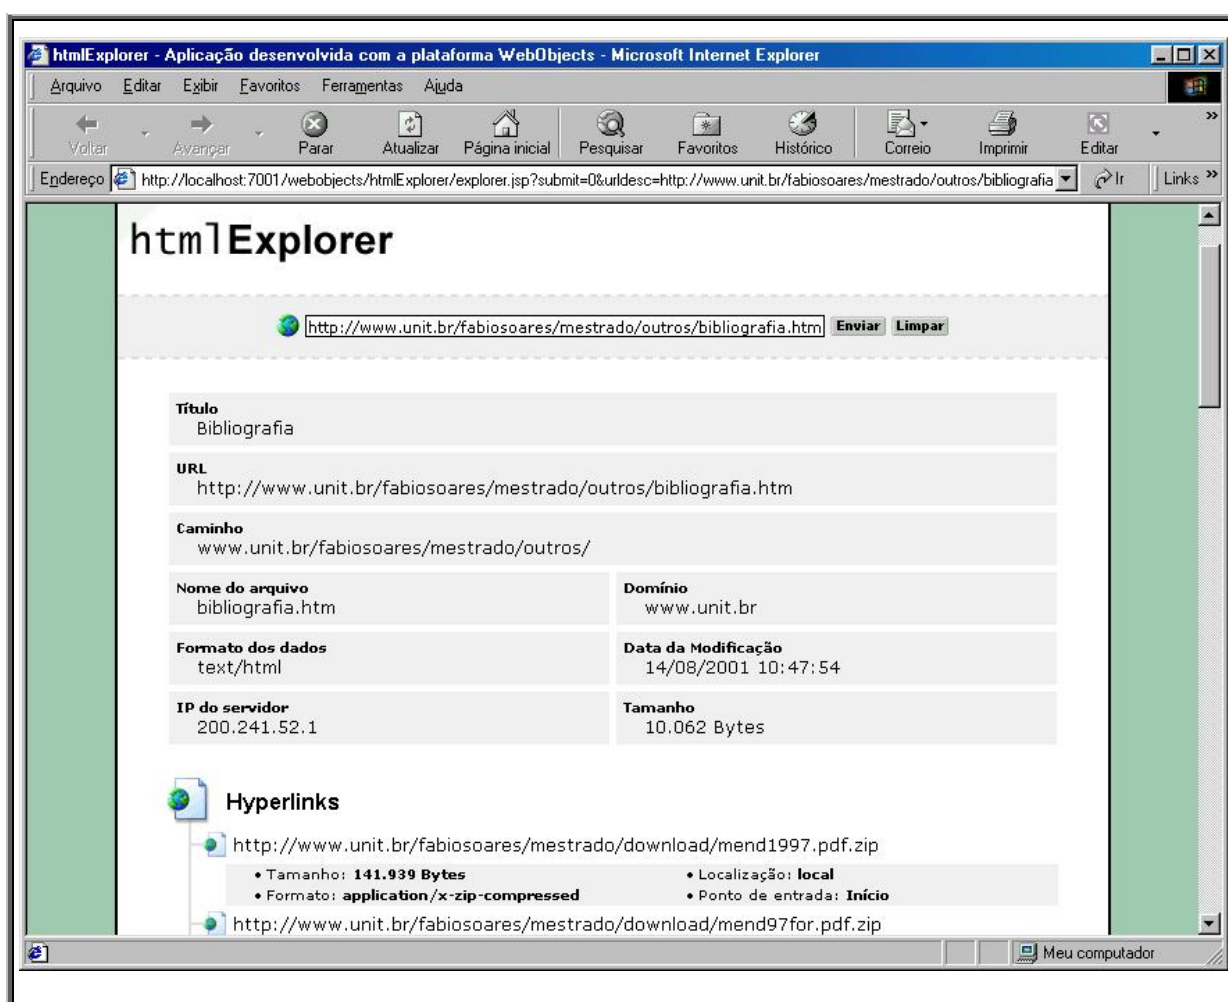 htmlExplorer - Aplicação desenvolvida com a plataforma WebObjects - Microsoft Internet Explorer
Arquivo Editar Exibir Favoritos Ferramentas Ajuda
Voltar Avançar Parar Atualizar Página inicial Pesquisar Favoritos Histórico Correio Imprimir Editar »
Endereço http://localhost:7001/webobjects/htmlExplorer/explorer.jsp?submit=0&urldesc=http://www.unit.br/fabiosoares/mestrado/outros/bibliografia Ir Links »
htmlExplorer
http://www.unit.br/fabiosoares/mestrado/outros/bibliografia.htm Enviar Limpar
Título
Bibliografia
URL
http://www.unit.br/fabiosoares/mestrado/outros/bibliografia.htm
Caminho
www.unit.br/fabiosoares/mestrado/outros/
Nome do arquivo Domínio
bibliografia.htm www.unit.br
Formato dos dados Data da Modificação
text/html 14/08/2001 10:47:54
IP do servidor Tamanho
200.241.52.1 10.062 Bytes
Hyperlinks
http://www.unit.br/fabiosoares/mestrado/download/mend1997.pdf.zip
• Tamanho: 141.939 Bytes • Localização: local
• Formato: application/x-zip-compressed • Ponto de entrada: Início
http://www.unit.br/fabiosoares/mestrado/download/mend97for.pdf.zip
Meu computador